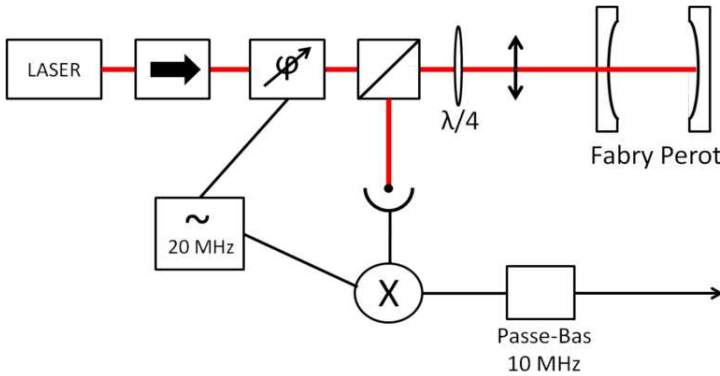 LASER
φ
λ/4
Fabry Perot
~
20 MHz
X
Passe-Bas
10 MHz